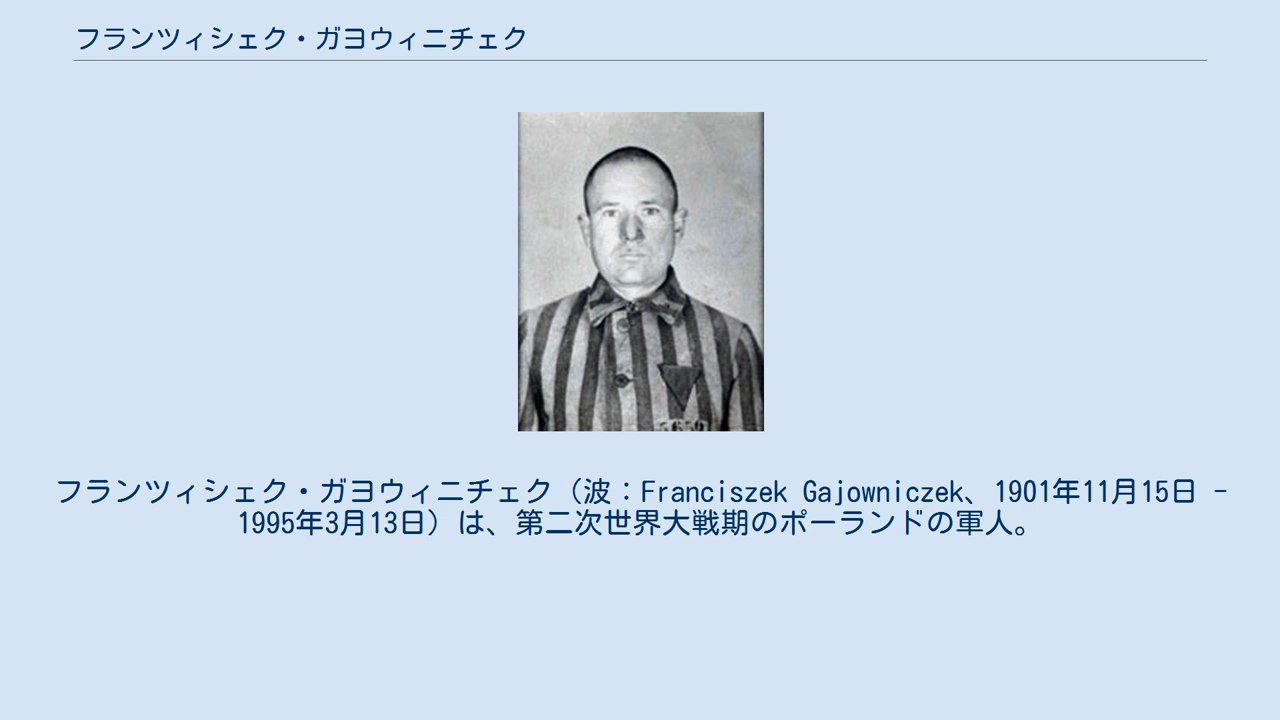 フランツィシェク・ガヨウィニチェク
フランツィシェク・ガヨウィニチェク（波：Franciszek Gajowniczek、1901年11月15日 -
1995年3月13日）は、第二次世界大戦期のポーランドの軍人。